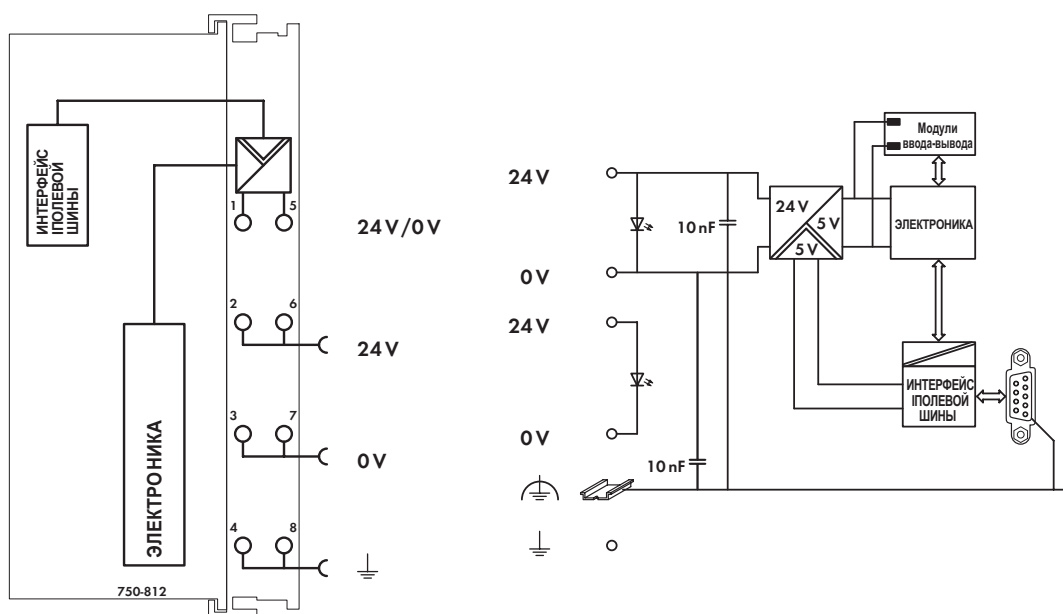 ИНТЕРФЕЙС
IПОЛЕВОЙ
ШИНЫ
1
5
24V/0V
2
6
24V
3
7
0V
4
8
ЭЛЕКТРОНИКА
750-812
24V
0V
24V
0V
10nF
10nF
24V
5V
5V
Модули
ввода-вывода
ЭЛЕКТРОНИКА
ИНТЕРФЕЙС
IПОЛЕВОЙ
ШИНЫ